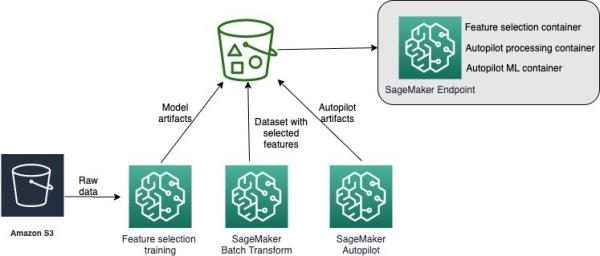 Feature selection container
Autopilot processing container
Autopilot ML container
SageMaker Endpoint
Model
artifacts
Dataset with
selected
features
Autopilot
artifacts
Raw
data
Amazon S3
Feature selection
training
SageMaker
Batch Transform
SageMaker
Autopilot